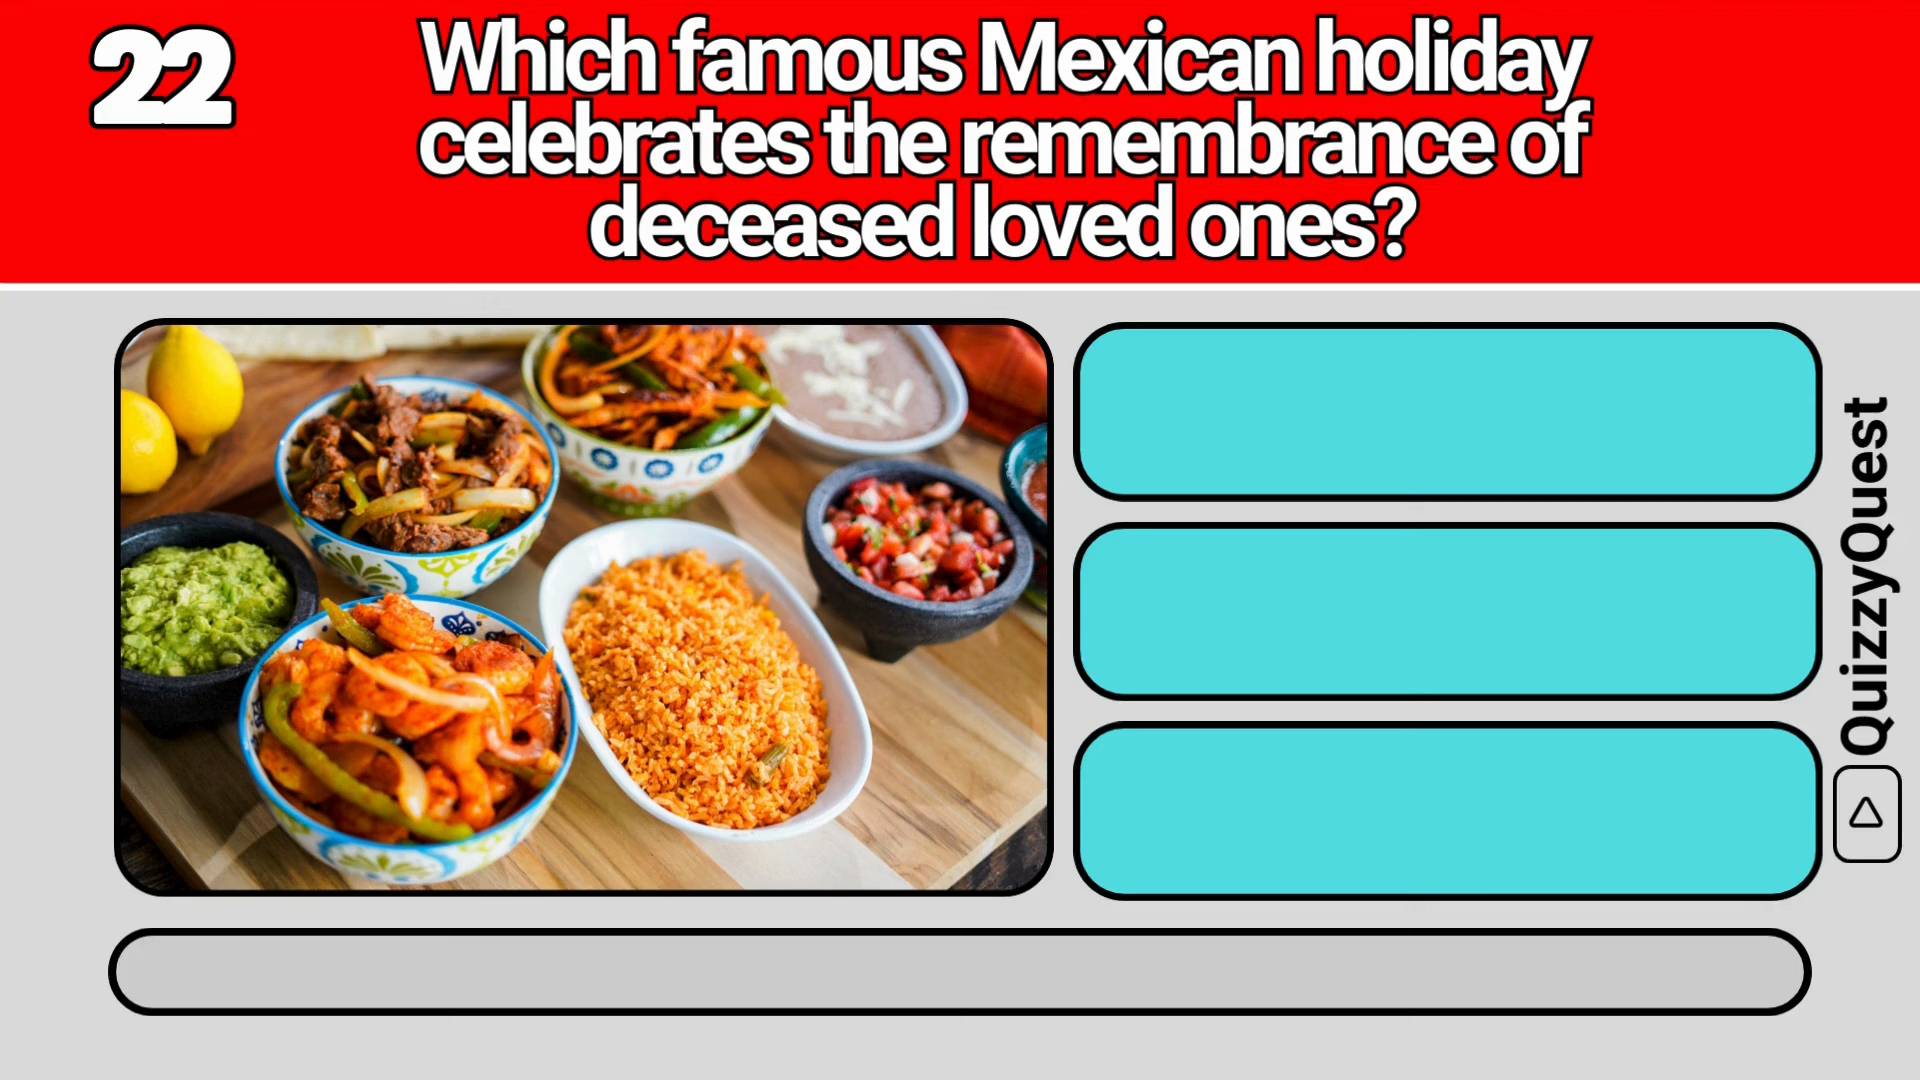 22
Which famous Mexican holiday
celebrates the remembrance of
deceased loved ones?
QuizzyQuest